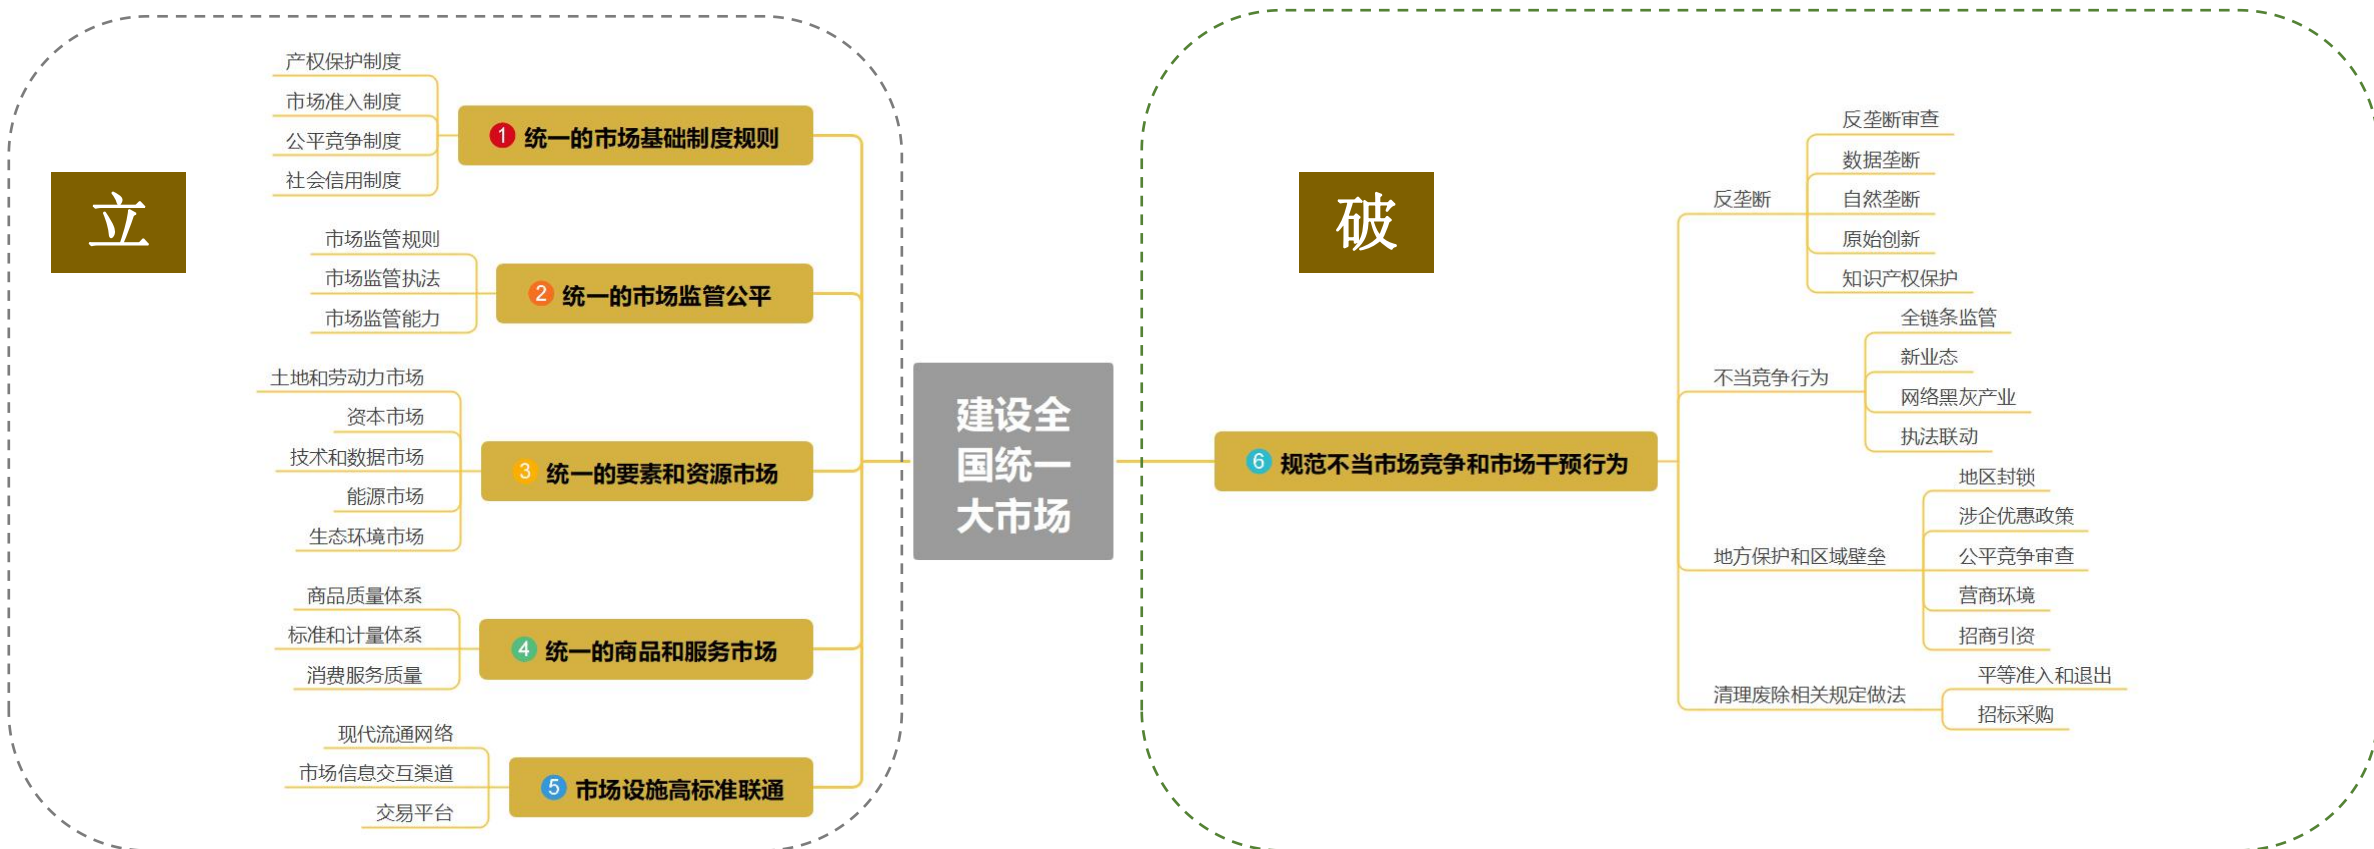 立
产权保护制度
市场准入制度
公平竞争制度
社会信用制度
1 统一的市场基础制度规则
市场监管规则
市场监管执法
市场监管能力
2 统一的市场监管公平
土地和劳动力市场
资本市场
技术和数据市场
能源市场
生态环境市场
3 统一的要素和资源市场
商品质量体系
标准和计量体系
消费服务质量
4 统一的商品和服务市场
现代流通网络
市场信息交互渠道
交易平台
5 市场设施高标准联通
建设全
国统一
大市场
破
6 规范不当市场竞争和市场干预行为
反垄断
反垄断审查
数据垄断
自然垄断
原始创新
知识产权保护
不当竞争行为
全链条监管
新业态
网络黑灰产业
执法联动
地方保护和区域壁垒
地区封锁
涉企优惠政策
公平竞争审查
营商环境
招商引资
清理废除相关规定做法
平等准入和退出
招标采购